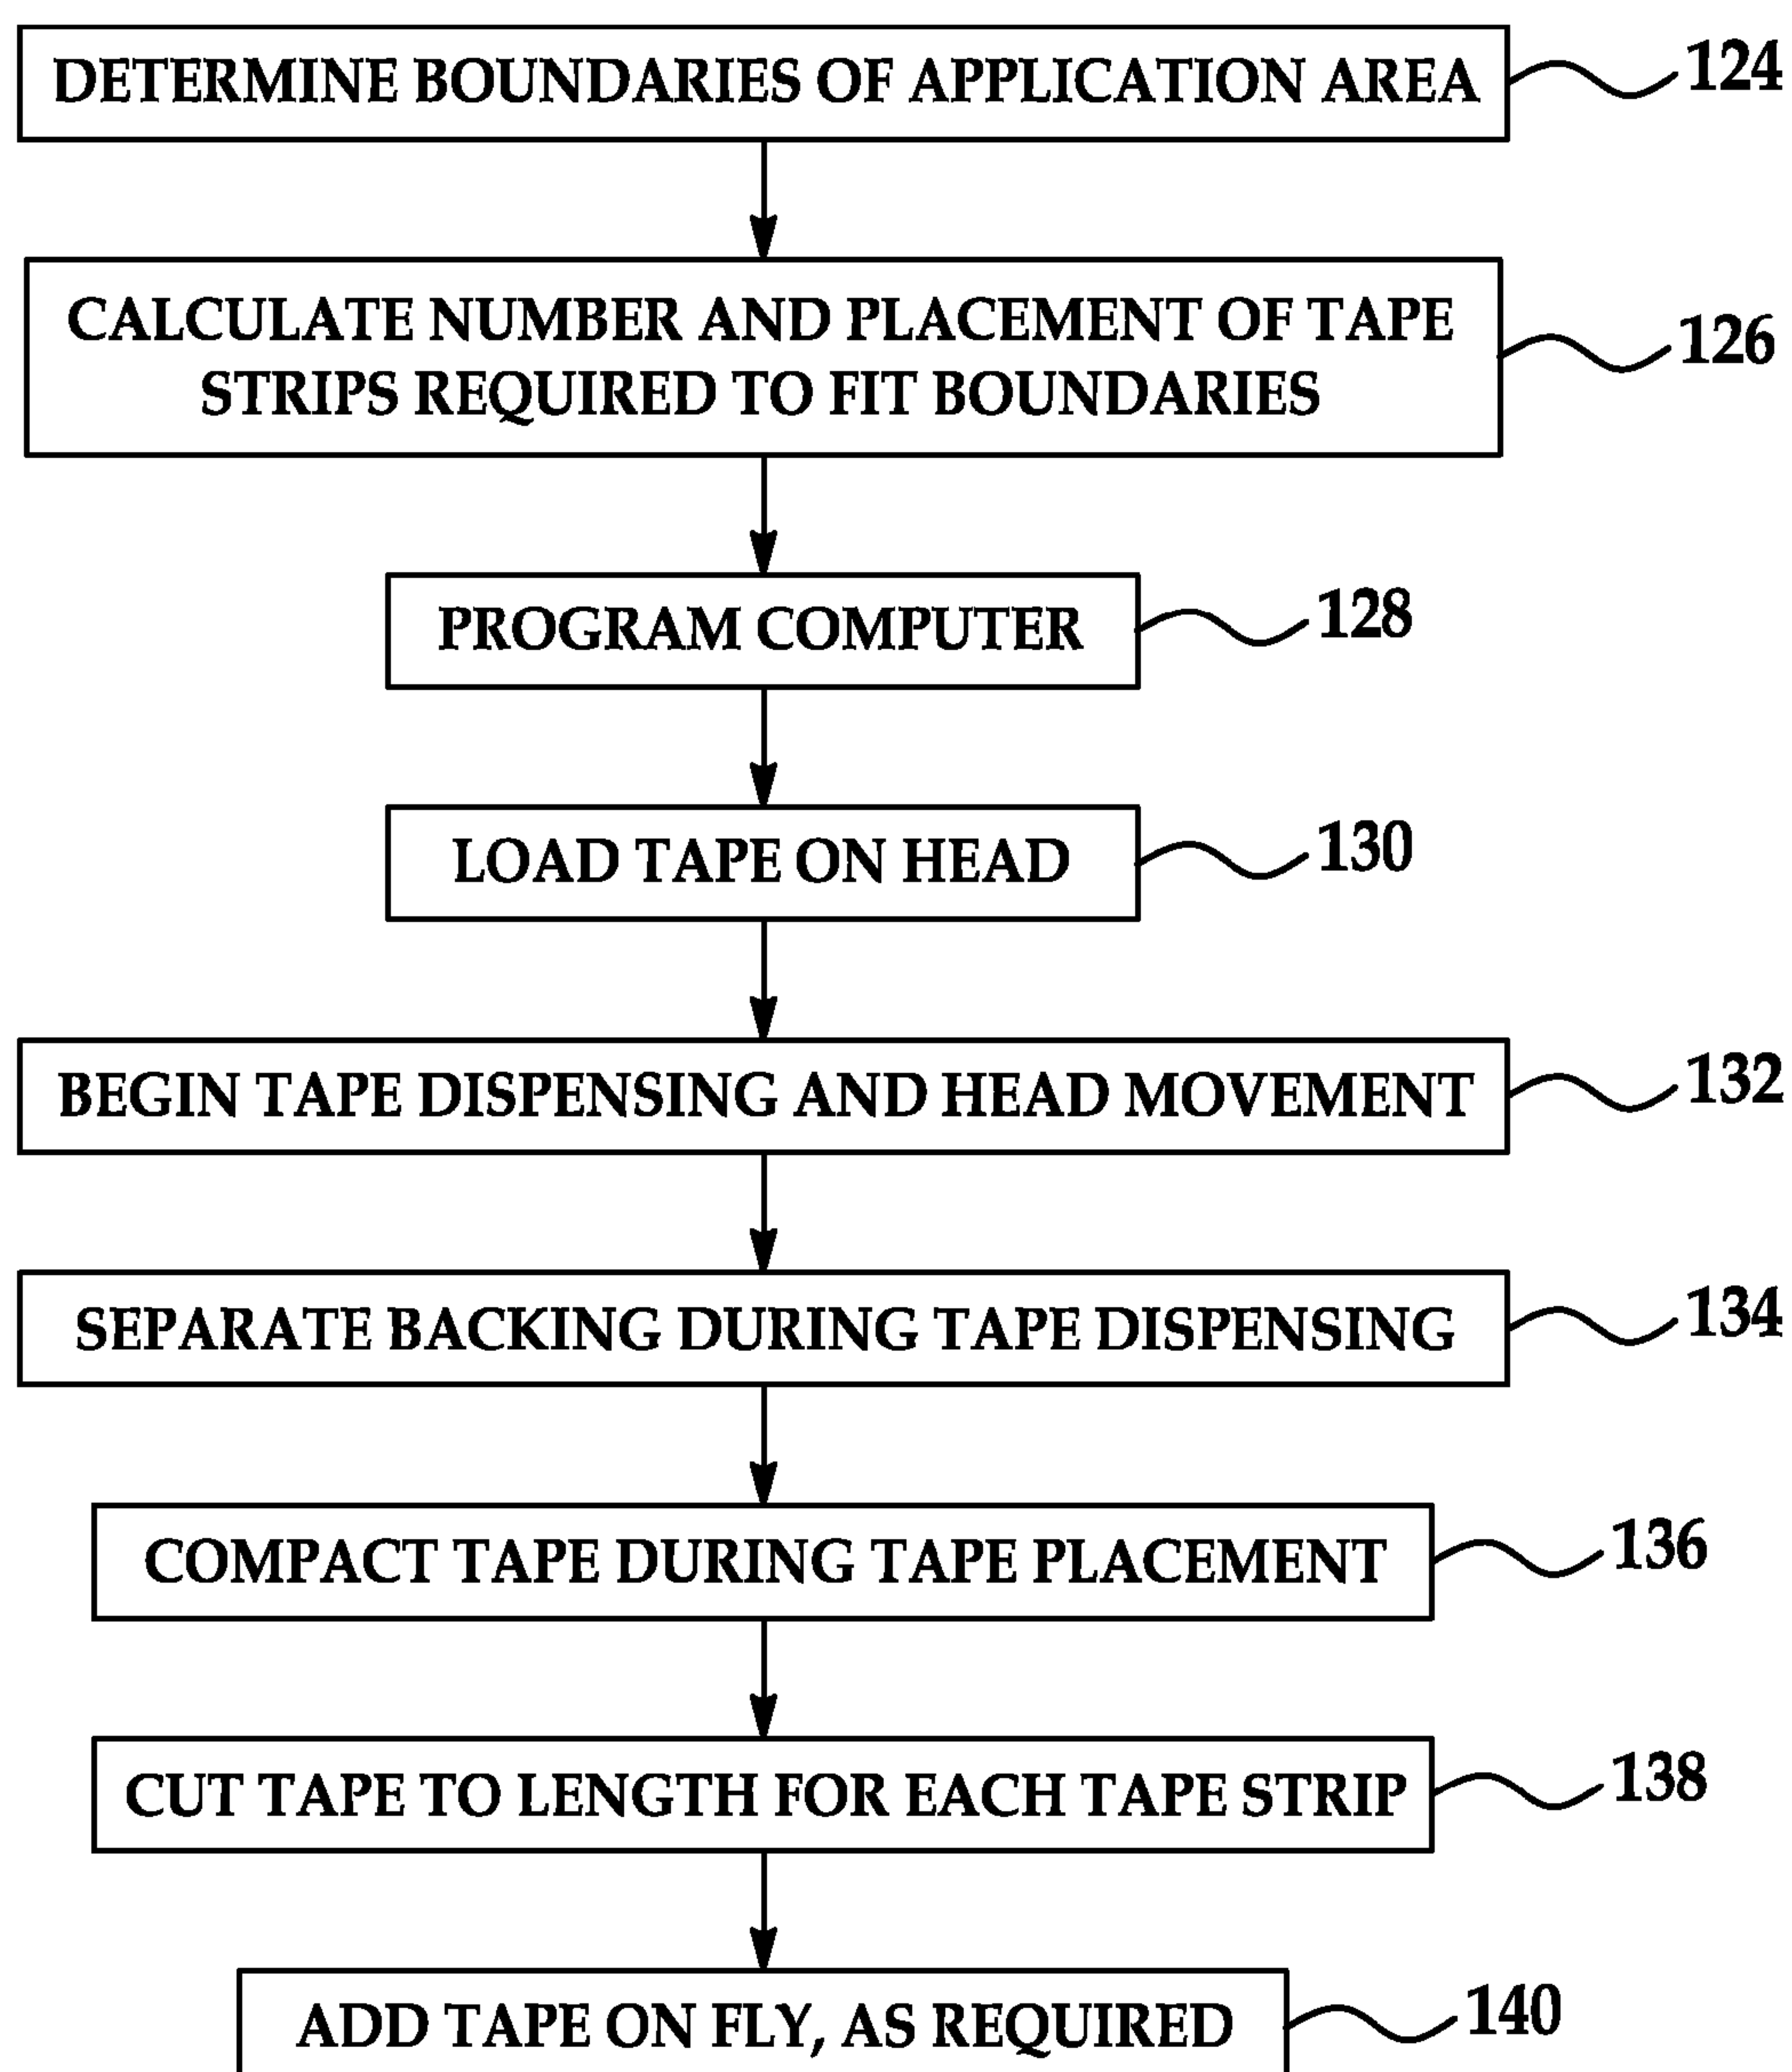 DETERMINE BOUNDARIES OF APPLICATION AREA 124
CALCULATE NUMBER AND PLACEMENT OF TAPE
STRIPS REQUIRED TO FIT BOUNDARIES 126
PROGRAM COMPUTER 128
LOAD TAPE ON HEAD 130
BEGIN TAPE DISPENSING AND HEAD MOVEMENT 132
SEPARATE BACKING DURING TAPE DISPENSING 134
COMPACT TAPE DURING TAPE PLACEMENT 136
CUT TAPE TO LENGTH FOR EACH TAPE STRIP 138
ADD TAPE ON FLY, AS REQUIRED 140